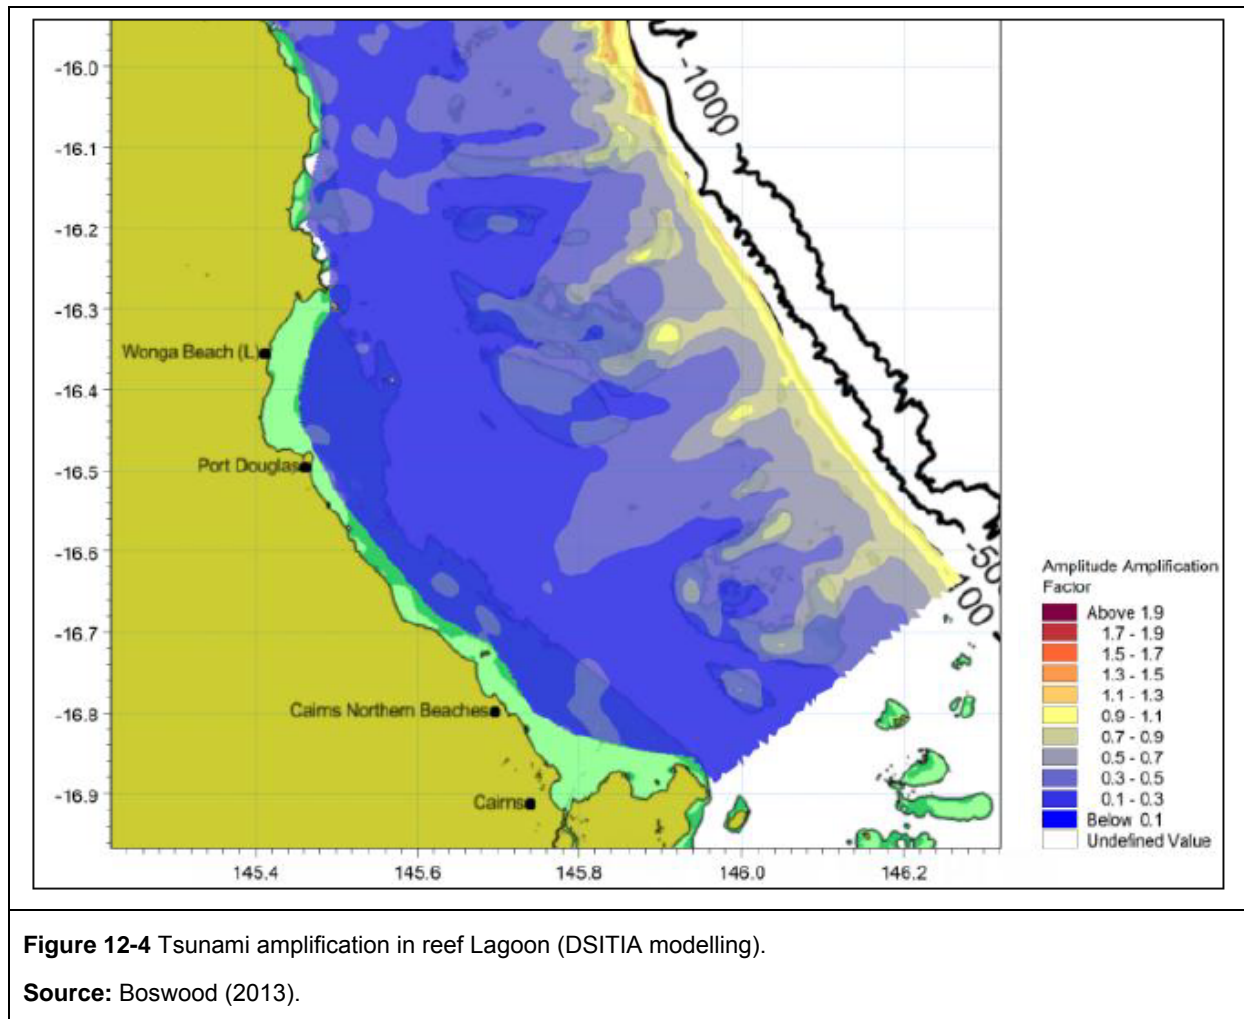 -16.0
-1000
-16.1
-16.2
-16.3
Wonga Beach (L)
-16.4
Port Douglas
-16.5
-16.6
-500
100
Amplitude Amplification
Factor
Above 1.9
1.7 - 1.9
1.5 - 1.7
1.3 - 1.5
1.1 - 1.3
0.9 - 1.1
0.7 - 0.9
0.5 - 0.7
0.3 - 0.5
0.1 - 0.3
Below 0.1
Undefined Value
-16.7
Cairns Northern Beaches
-16.8
Cairns
-16.9
145.4 145.6 145.8 146.0 146.2
Figure 12-4 Tsunami amplification in reef Lagoon (DSITIA modelling).
Source: Boswood (2013).